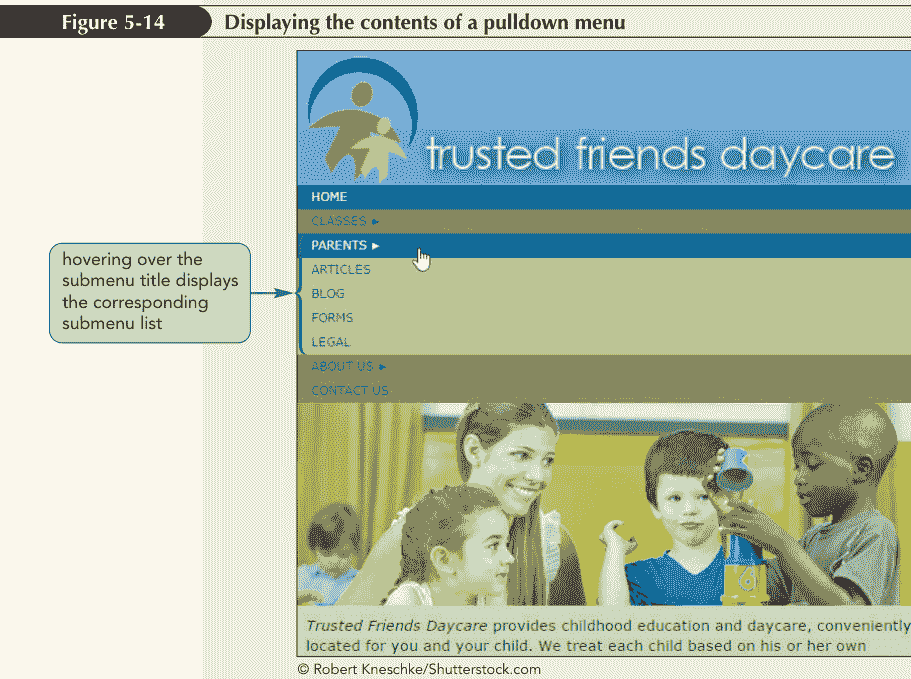 Figure 5-14
Displaying the contents of a pulldown menu
trusted friends daycare
HOME
CLASSES ▸
PARENTS ▸
hovering over the
submenu title displays
the corresponding
submenu list
ARTICLES
BLOG
FORMS
LEGAL
ABOUT US ▸
CONTACT US
Trusted Friends Daycare provides childhood education and daycare, conveniently
located for you and your child. We treat each child based on his or her own
© Robert Kneschke/Shutterstock.com